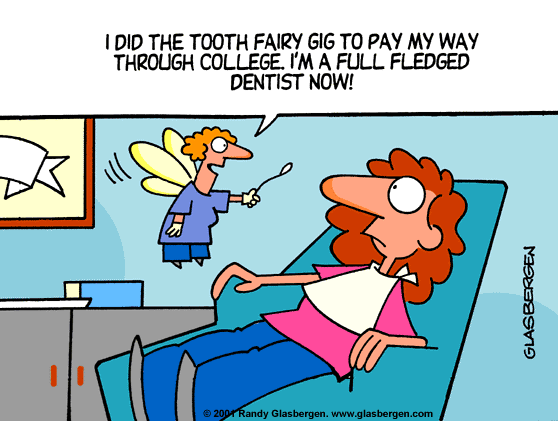 I DID THE TOOTH FAIRY GIG TO PAY MY WAY
THROUGH COLLEGE. I'M A FULL FLEDGED
DENTIST NOW!
GLASBERGEN
© 2001 Randy Glasbergen. www.glasbergen.com